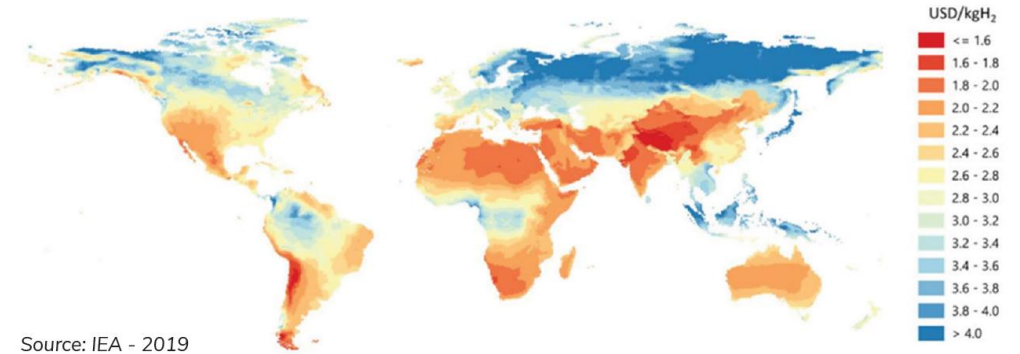 USD/kgH₂
<= 1.6
1.6 - 1.8
1.8 - 2.0
2.0 - 2.2
2.2 - 2.4
2.4 - 2.6
2.6 - 2.8
2.8 - 3.0
3.0 - 3.2
3.2 - 3.4
3.4 - 3.6
3.6 - 3.8
3.8 - 4.0
> 4.0
Source: IEA - 2019